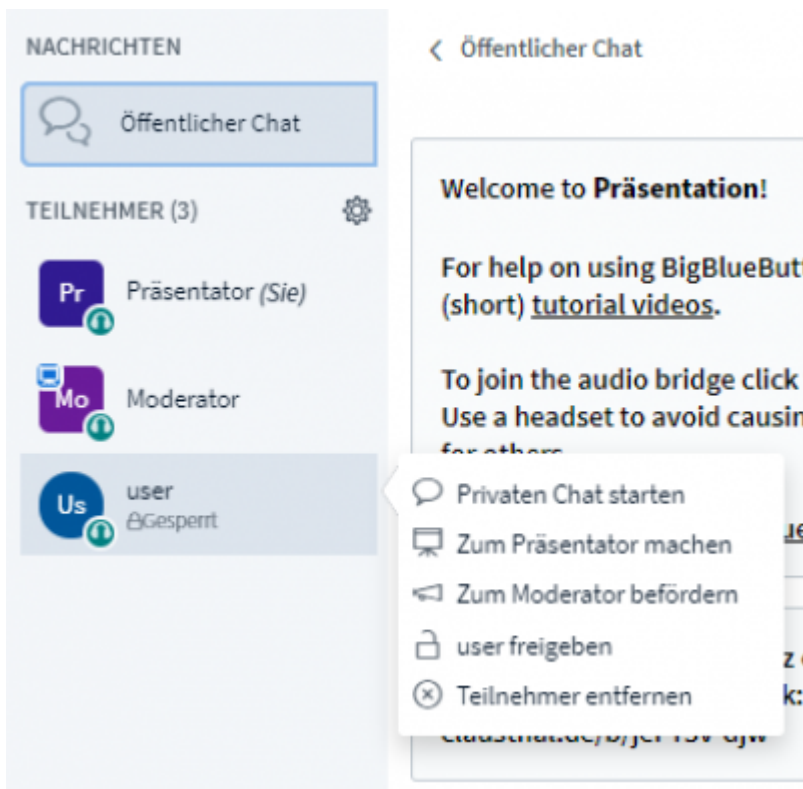 NACHRICHTEN
Öffentlicher Chat
TEILNEHMER (3)
Pr
Präsentator (Sie)
Mo
Moderator
Us
user
Gesperrt
Öffentlicher Chat
Welcome to Präsentation!
For help on using BigBlueButt
(short) tutorial videos.
To join the audio bridge click
Use a headset to avoid causin
for others
Privaten Chat starten
Zum Präsentator machen
Zum Moderator befördern
user freigeben
Teilnehmer entfernen